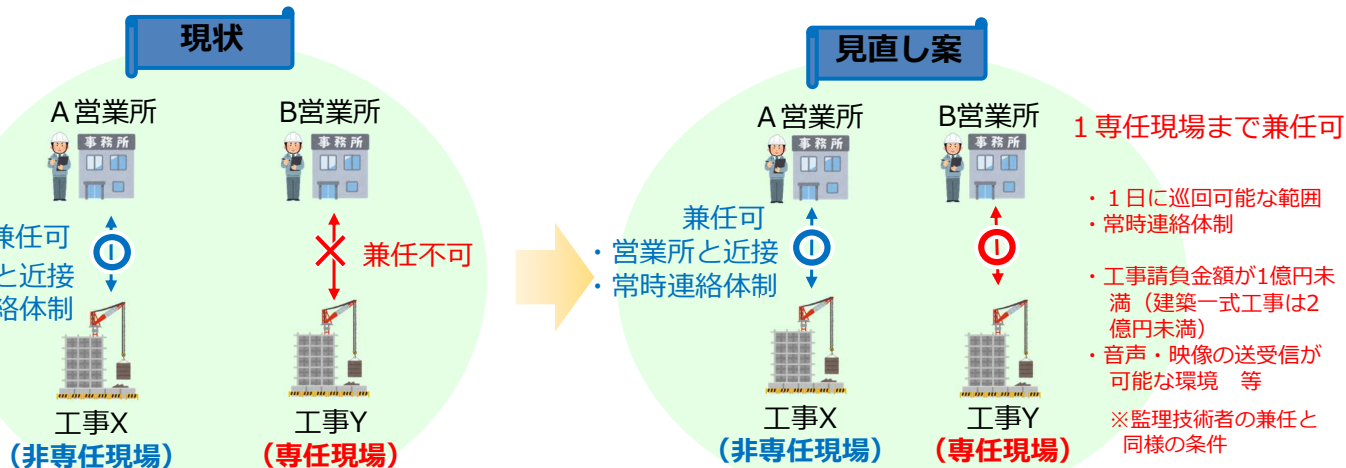 現状
A営業所
事務所
兼任可
と近接
絡体制
工事X
（非専任現場）
B営業所
事務所
兼任不可
工事Y
（専任現場）
見直し案
A営業所
事務所
兼任可
・営業所と近接
・常時連絡体制
工事X
（非専任現場）
B営業所
事務所
工事Y
（専任現場）
１専任現場まで兼任可
・１日に巡回可能な範囲
・常時連絡体制
・工事請負金額が1億円未
満（建築一式工事は2
億円未満）
・音声・映像の送受信が
可能な環境　等
※監理技術者の兼任と
同様の条件